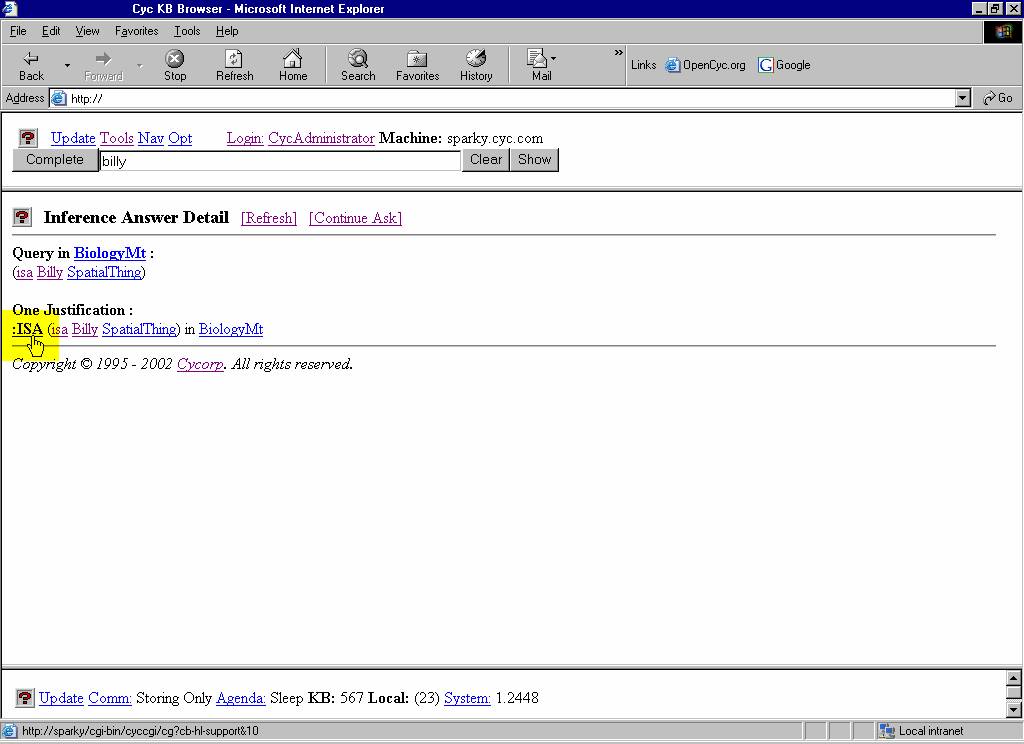 Cyc KB Browser - Microsoft Internet Explorer
File Edit View Favorites Tools Help
Back Forward Stop Refresh Home Search Favorites History Mail » Links OpenCyc.org Google
Address http:// Go
Update Tools Nav Opt Login: CycAdministrator Machine: sparky.cyc.com
Complete billy Clear Show
Inference Answer Detail [Refresh] [Continue Ask]
Query in BiologyMt :
(isa Billy SpatialThing)
One Justification :
:ISA (isa Billy SpatialThing) in BiologyMt
Copyright © 1995 - 2002 Cycorp. All rights reserved.
Update Comm: Storing Only Agenda: Sleep KB: 567 Local: (23) System: 1.2448
http://sparky/cgi-bin/cyccgi/cg?cb-hl-support&10 Local intranet